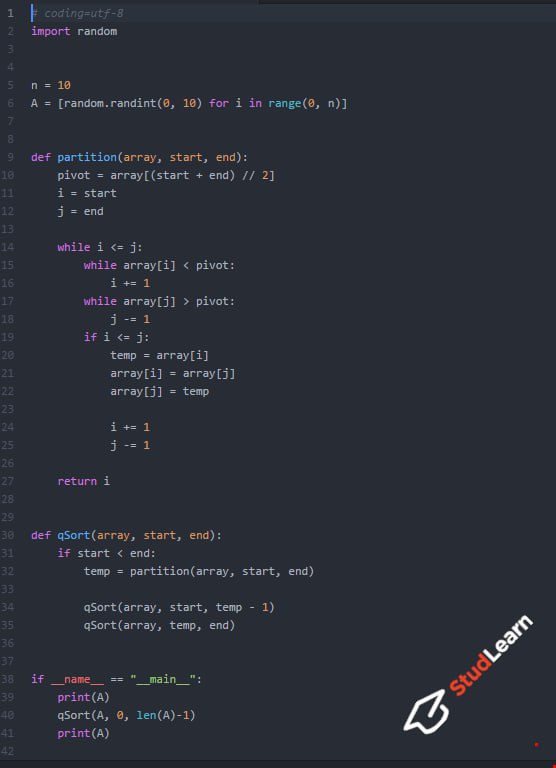 1 # coding=utf-8
2 import random
3
4
5 n = 10
6 A = [random.randint(0, 10) for i in range(0, n)]
7
8
9 def partition(array, start, end):
10     pivot = array[(start + end) // 2]
11     i = start
12     j = end
13
14     while i <= j:
15         while array[i] < pivot:
16             i += 1
17         while array[j] > pivot:
18             j -= 1
19         if i <= j:
20             temp = array[i]
21             array[i] = array[j]
22             array[j] = temp
23
24             i += 1
25             j -= 1
26
27     return i
28
29
30 def qSort(array, start, end):
31     if start < end:
32         temp = partition(array, start, end)
33
34         qSort(array, start, temp - 1)
35         qSort(array, temp, end)
36
37
38 if __name__ == "__main__":
39     print(A)
40     qSort(A, 0, len(A)-1)
41     print(A)
42
StudLearn